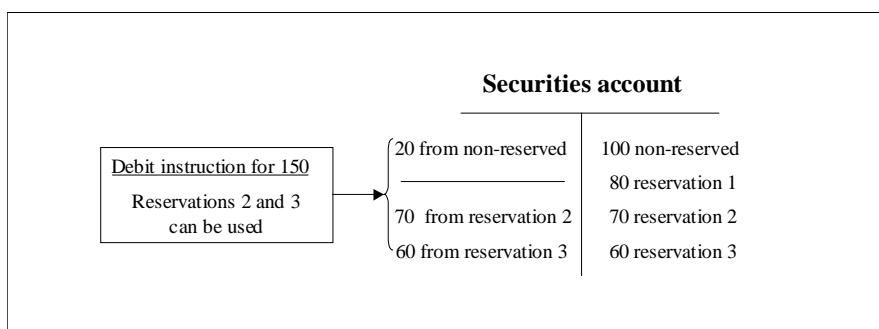 Securities account
Debit instruction for 150
Reservations 2 and 3
can be used
20 from non-reserved
70 from reservation 2
60 from reservation 3
100 non-reserved
80 reservation 1
70 reservation 2
60 reservation 3